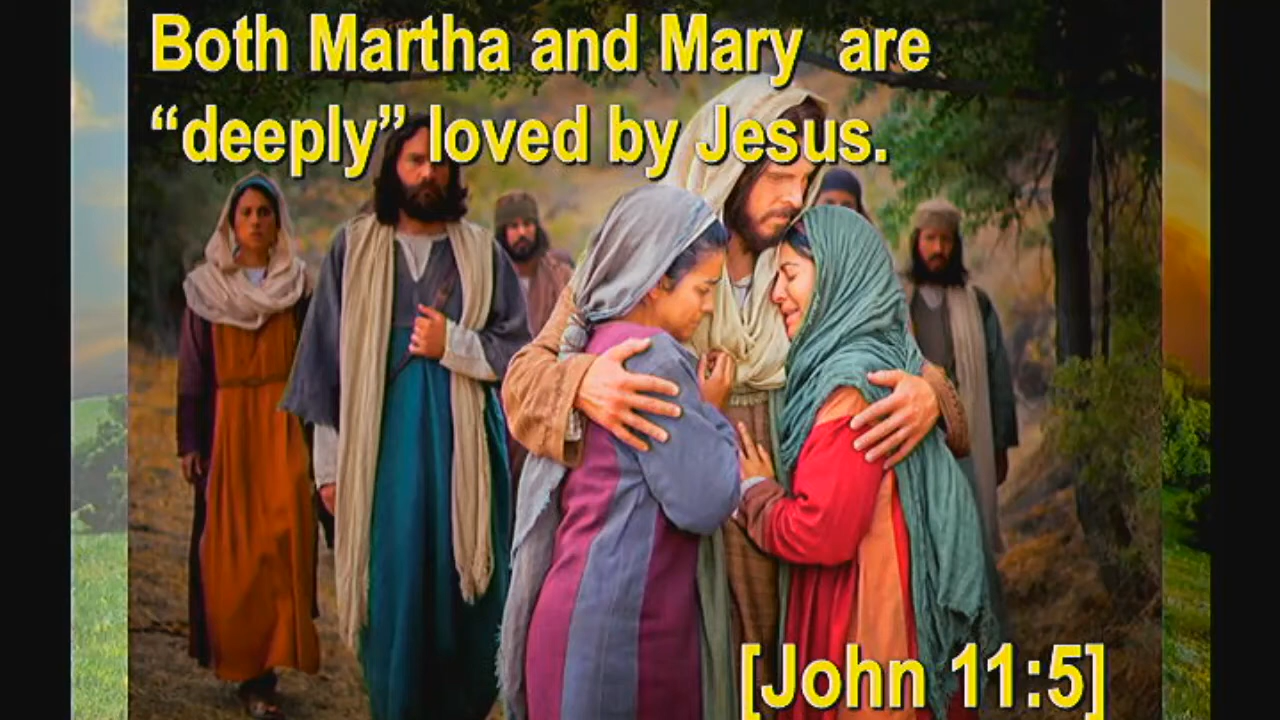 Both Martha and Mary are
“deeply” loved by Jesus.
[John 11:5]